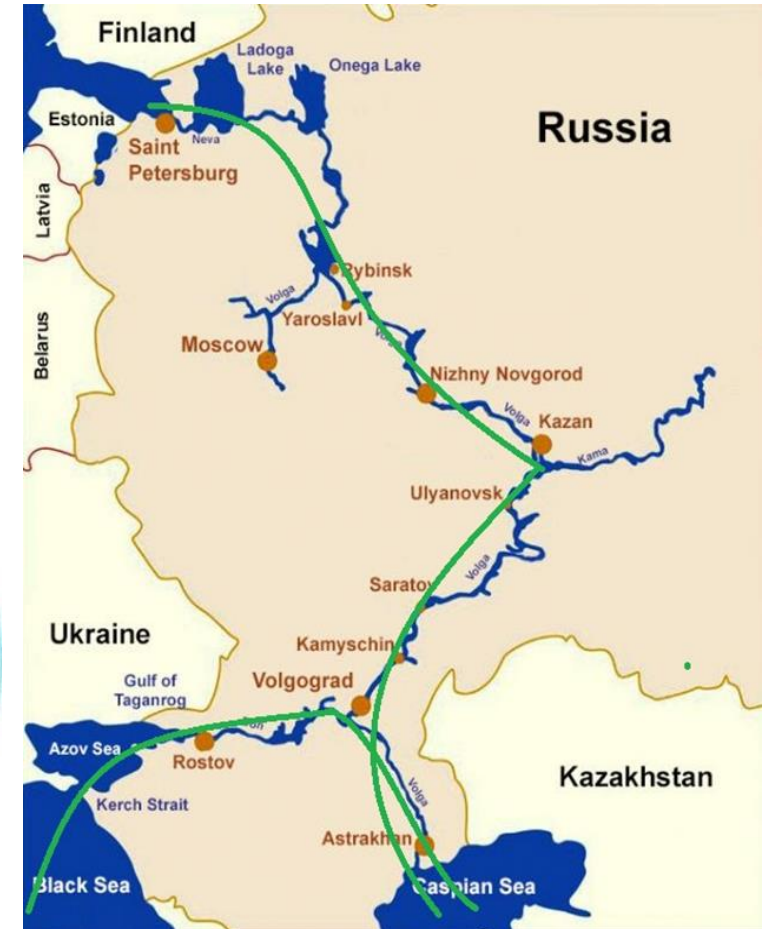 Finland
Ladoga
Lake
Onega Lake
Estonia
Russia
Neva
Saint
Petersburg
Latvia
Rybinsk
Volga
Yaroslavl
Belarus
Volga
Moscow
Nizhny Novgorod
Volga
Kazan
Kama
Ulyanovsk
Volga
Saratov
Ukraine
Kamyschin
Gulf of
Taganrog
Volgograd
Azov Sea
Rostov
Kazakhstan
Kerch Strait
Volga
Astrakhan
Black Sea
Caspian Sea